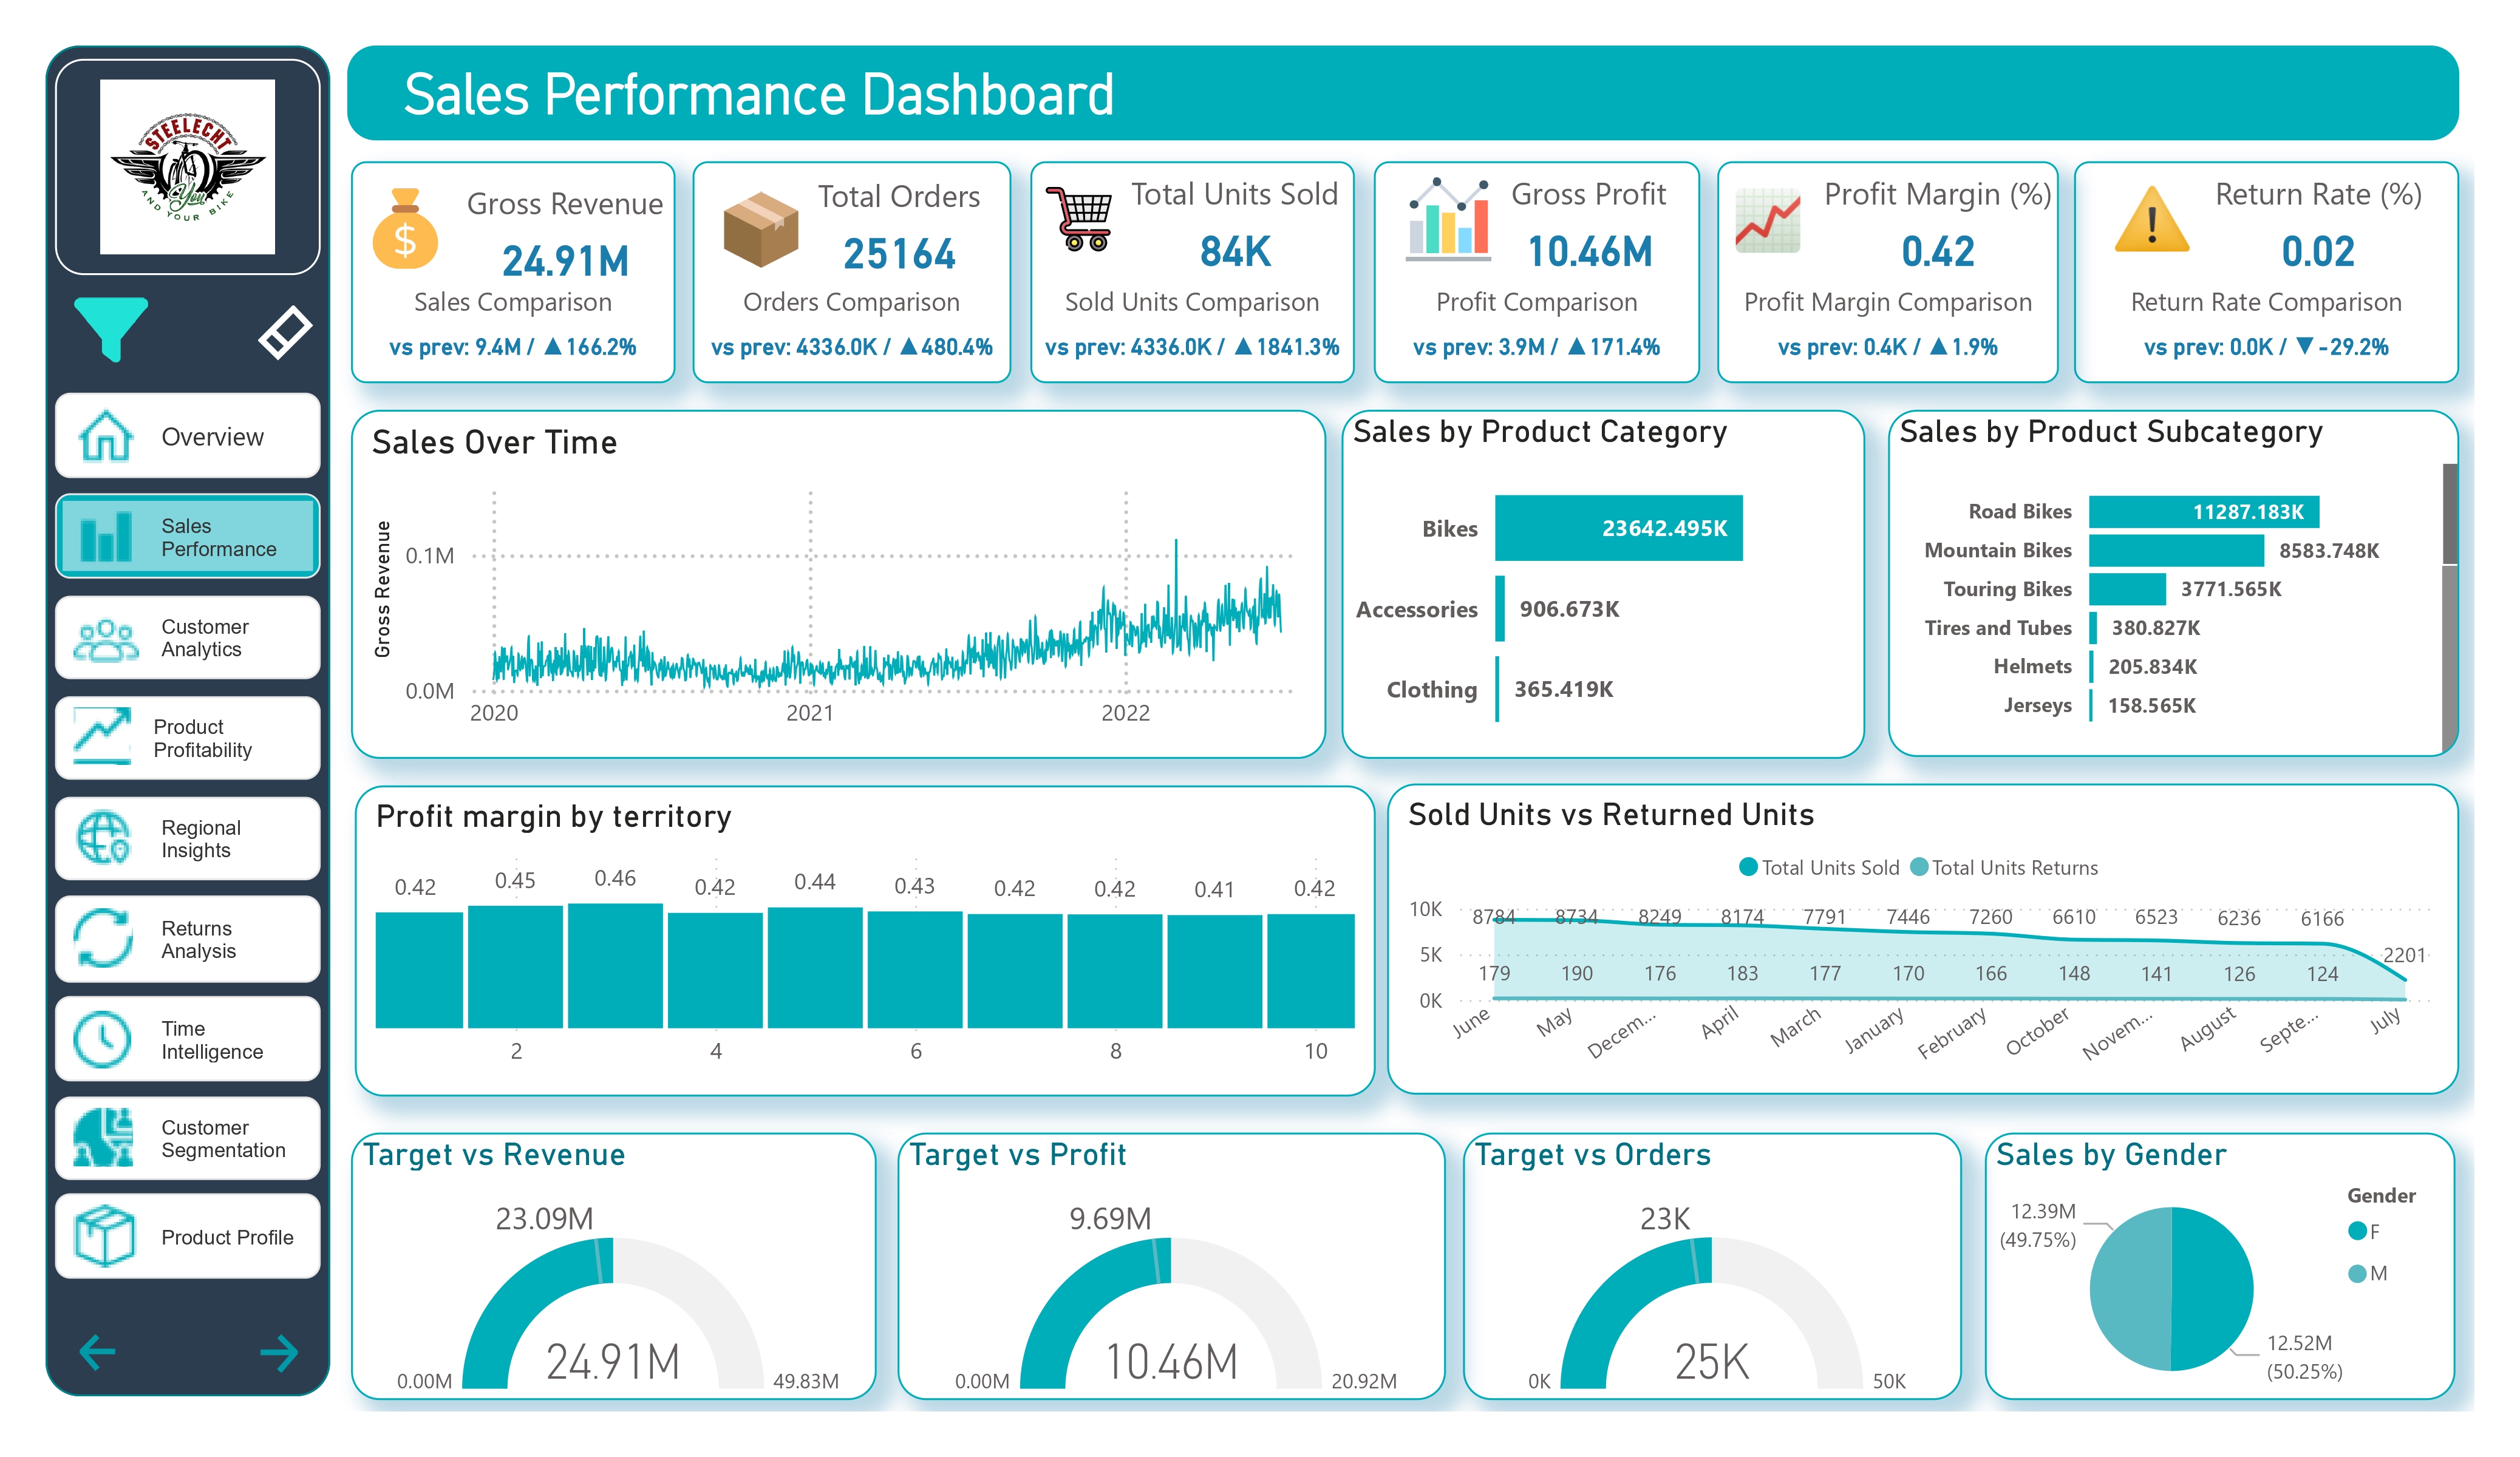 STEELECHT
You
AND YOUR BIKE
Overview
Sales
Performance
Customer
Analytics
Product
Profitability
Regional
Insights
Returns
Analysis
Time
Intelligence
Customer
Segmentation
Product Profile
Sales Performance Dashboard
$
Gross Revenue
24.91M
Sales Comparison
vs prev: 9.4M / ▲166.2%
Total Orders
25164
Orders Comparison
vs prev: 4336.0K / ▲480.4%
Total Units Sold
84K
Sold Units Comparison
vs prev: 4336.0K / ▲1841.3%
Gross Profit
10.46M
Profit Comparison
vs prev: 3.9M / ▲171.4%
Profit Margin (%)
0.42
Profit Margin Comparison
vs prev: 0.4K / ▲1.9%
!
Return Rate (%)
0.02
Return Rate Comparison
vs prev: 0.0K / ▼-29.2%
Sales Over Time
Gross Revenue
0.1M
0.0M
2020 2021 2022
Sales by Product Category
Bikes 23642.495K
Accessories 906.673K
Clothing 365.419K
Sales by Product Subcategory
Road Bikes 11287.183K
Mountain Bikes 8583.748K
Touring Bikes 3771.565K
Tires and Tubes 380.827K
Helmets 205.834K
Jerseys 158.565K
Profit margin by territory
0.42 0.45 0.46 0.42 0.44 0.43 0.42 0.42 0.41 0.42
2 4 6 8 10
Sold Units vs Returned Units
Total Units Sold Total Units Returns
10K 8784 8734 8249 8174 7791 7446 7260 6610 6523 6236 6166
5K 2201
179 190 176 183 177 170 166 148 141 126 124
0K
June May Decem... April March January February October Novem... August Septe... July
Target vs Revenue
23.09M
24.91M
0.00M 49.83M
Target vs Profit
9.69M
10.46M
0.00M 20.92M
Target vs Orders
23K
25K
0K 50K
Sales by Gender
Gender
F
M
12.39M
(49.75%)
12.52M
(50.25%)